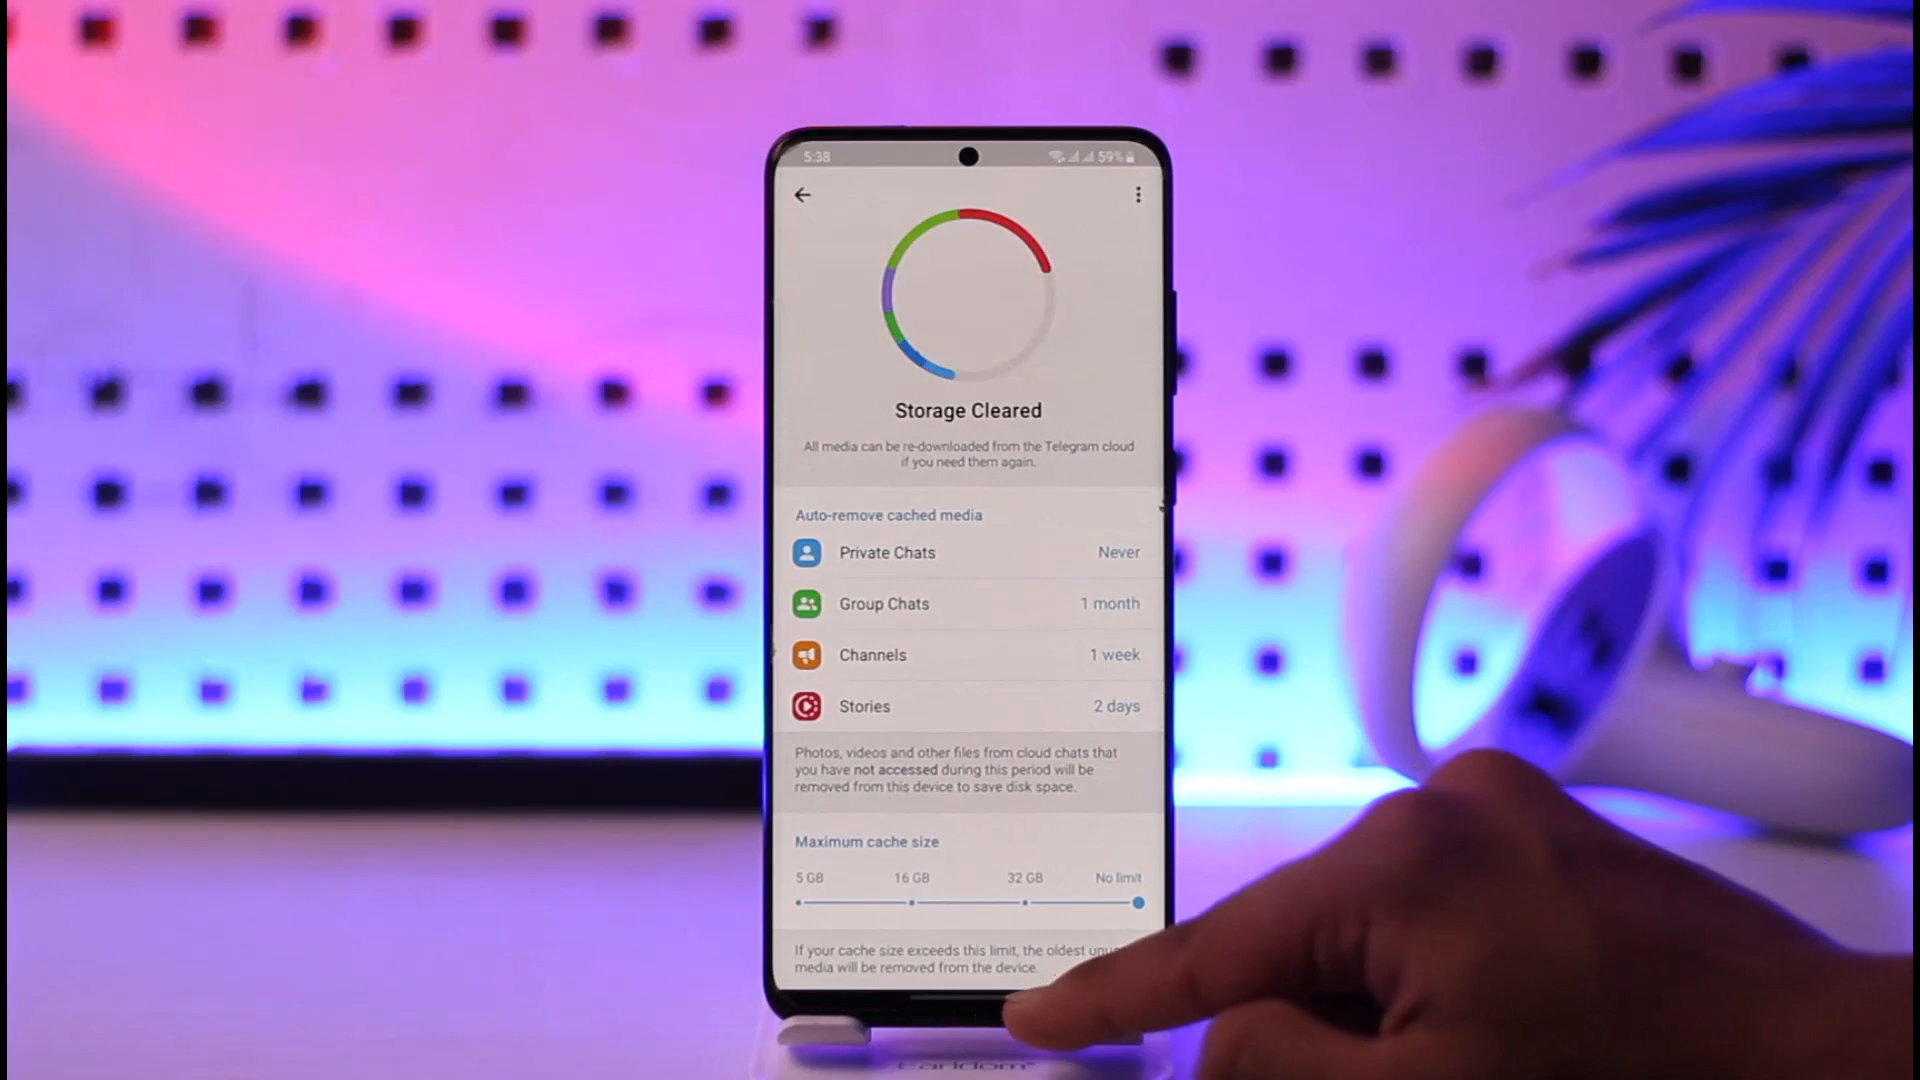 5:38
59%
Storage Cleared
All media can be re-downloaded from the Telegram cloud
if you need them again.
Auto-remove cached media
Private Chats Never
Group Chats 1 month
Channels 1 week
Stories 2 days
Photos, videos and other files from cloud chats that
you have not accessed during this period will be
removed from this device to save disk space.
Maximum cache size
5 GB 16 GB 32 GB No limit
If your cache size exceeds this limit, the oldest
media will be removed from the device.